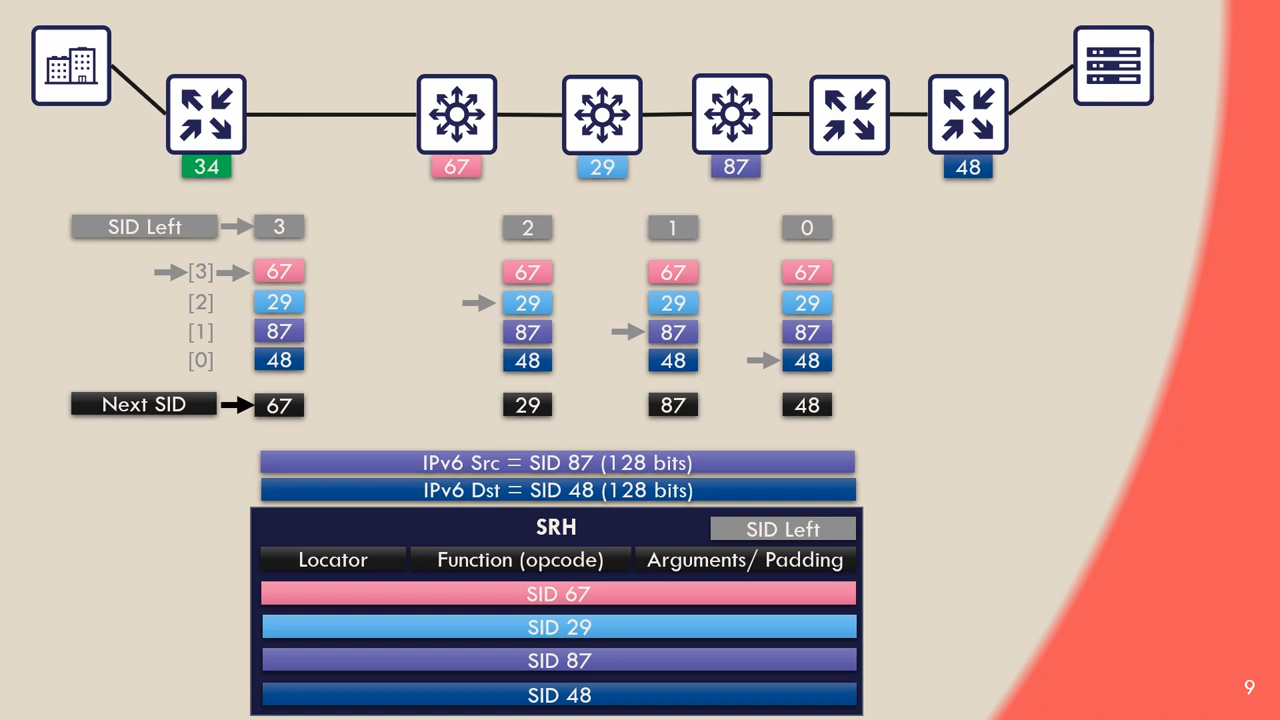 34 67 29 87 48
SID Left 3 2 1 0
[3] 67 67 67 67
[2] 29 29 29 29
[1] 87 87 87 87
[0] 48 48 48 48
Next SID 67 29 87 48
IPv6 Src = SID 87 (128 bits)
IPv6 Dst = SID 48 (128 bits)
SRH SID Left
Locator Function (opcode) Arguments/ Padding
SID 67
SID 29
SID 87
SID 48
9